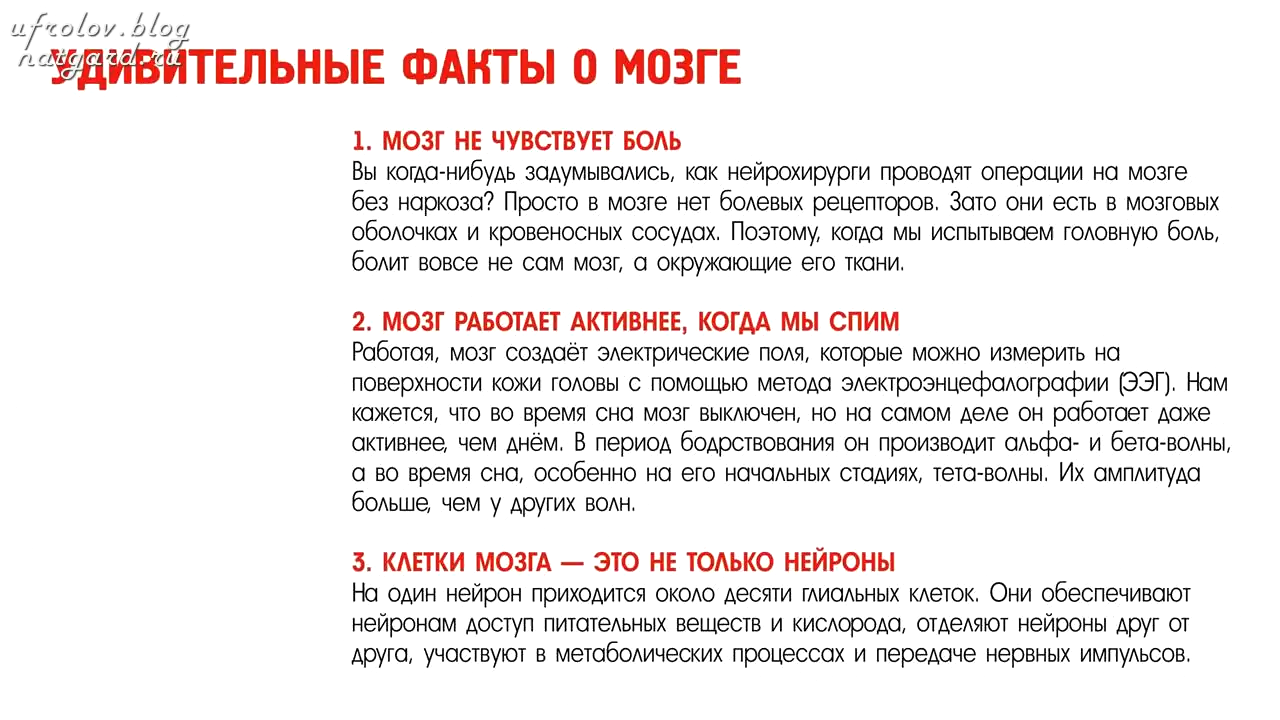 ufrolov.blog
natgard.ru
УДИВИТЕЛЬНЫЕ ФАКТЫ О МОЗГЕ
1. МОЗГ НЕ ЧУВСТВУЕТ БОЛЬ
Вы когда-нибудь задумывались, как нейрохирурги проводят операции на мозге
без наркоза? Просто в мозге нет болевых рецепторов. Зато они есть в мозговых
оболочках и кровеносных сосудах. Поэтому, когда мы испытываем головную боль,
болит вовсе не сам мозг, а окружающие его ткани.
2. МОЗГ РАБОТАЕТ АКТИВНЕЕ, КОГДА МЫ СПИМ
Работая, мозг создаёт электрические поля, которые можно измерить на
поверхности кожи головы с помощью метода электроэнцефалографии (ЭЭГ). Нам
кажется, что во время сна мозг выключен, но на самом деле он работает даже
активнее, чем днём. В период бодрствования он производит альфа- и бета-волны,
а во время сна, особенно на его начальных стадиях, тета-волны. Их амплитуда
больше, чем у других волн.
3. КЛЕТКИ МОЗГА — ЭТО НЕ ТОЛЬКО НЕЙРОНЫ
На один нейрон приходится около десяти глиальных клеток. Они обеспечивают
нейронам доступ питательных веществ и кислорода, отделяют нейроны друг от
друга, участвуют в метаболических процессах и передаче нервных импульсов.